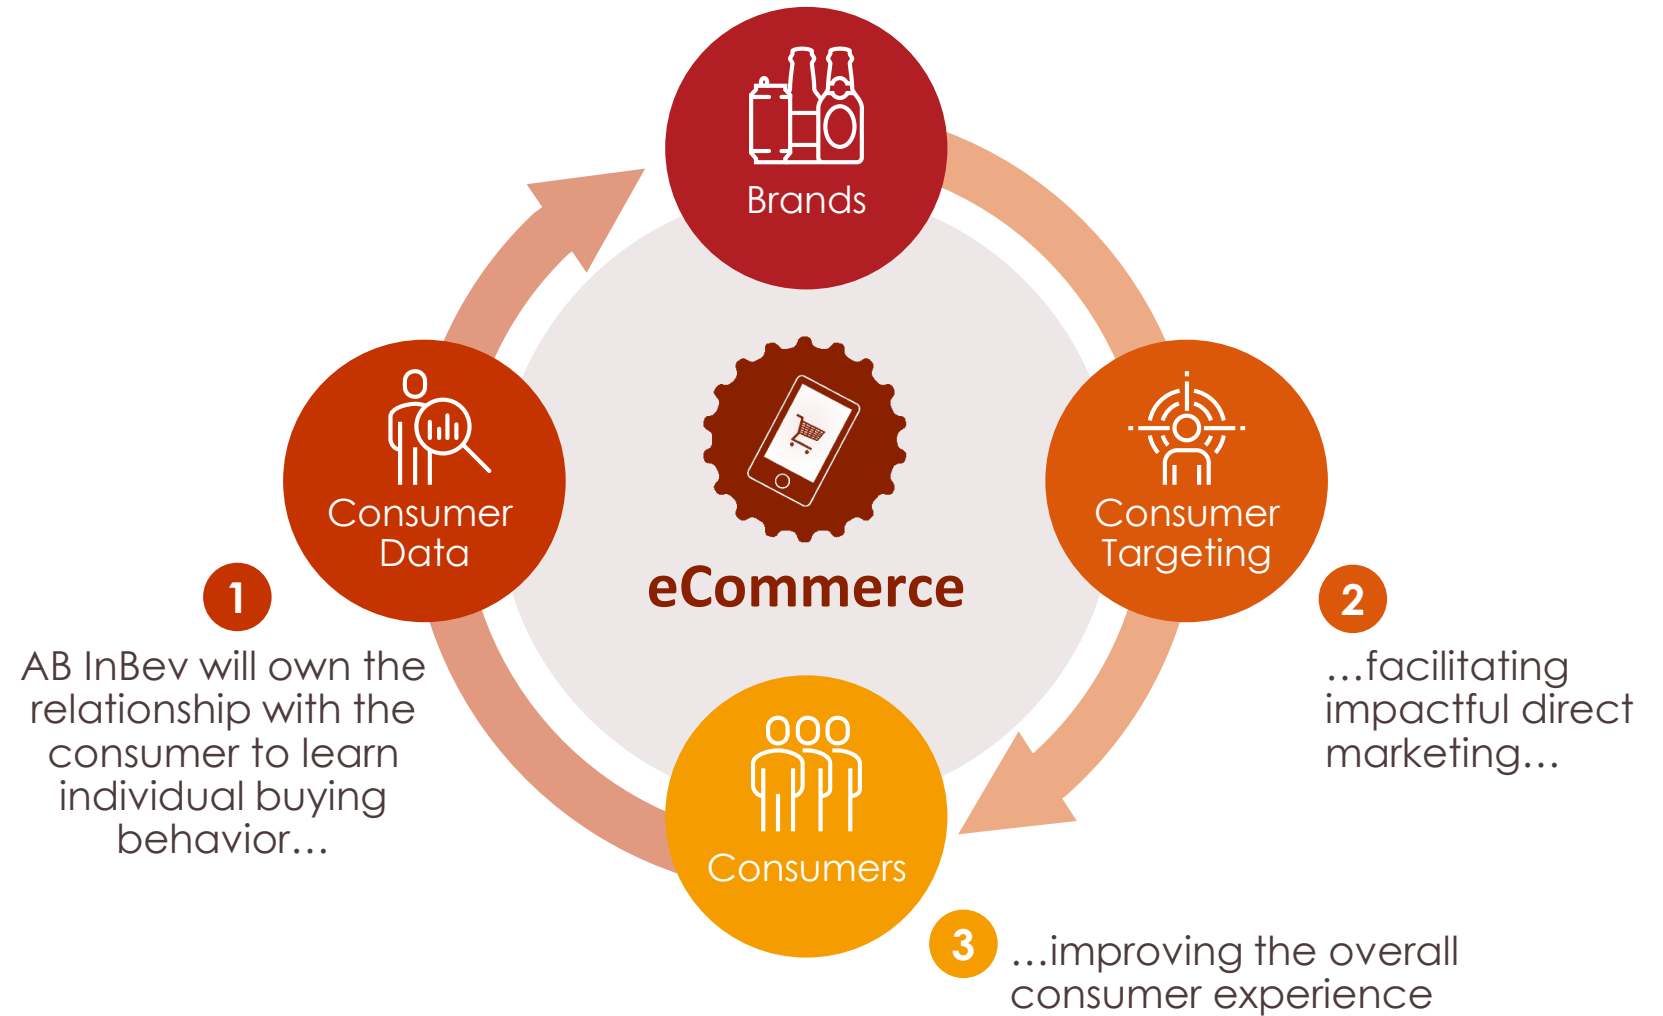 Brands
Consumer
Data
Consumer
Targeting
eCommerce
Consumers
1
AB InBev will own the
relationship with the
consumer to learn
individual buying
behavior…
2
…facilitating
impactful direct
marketing…
3
…improving the overall
consumer experience